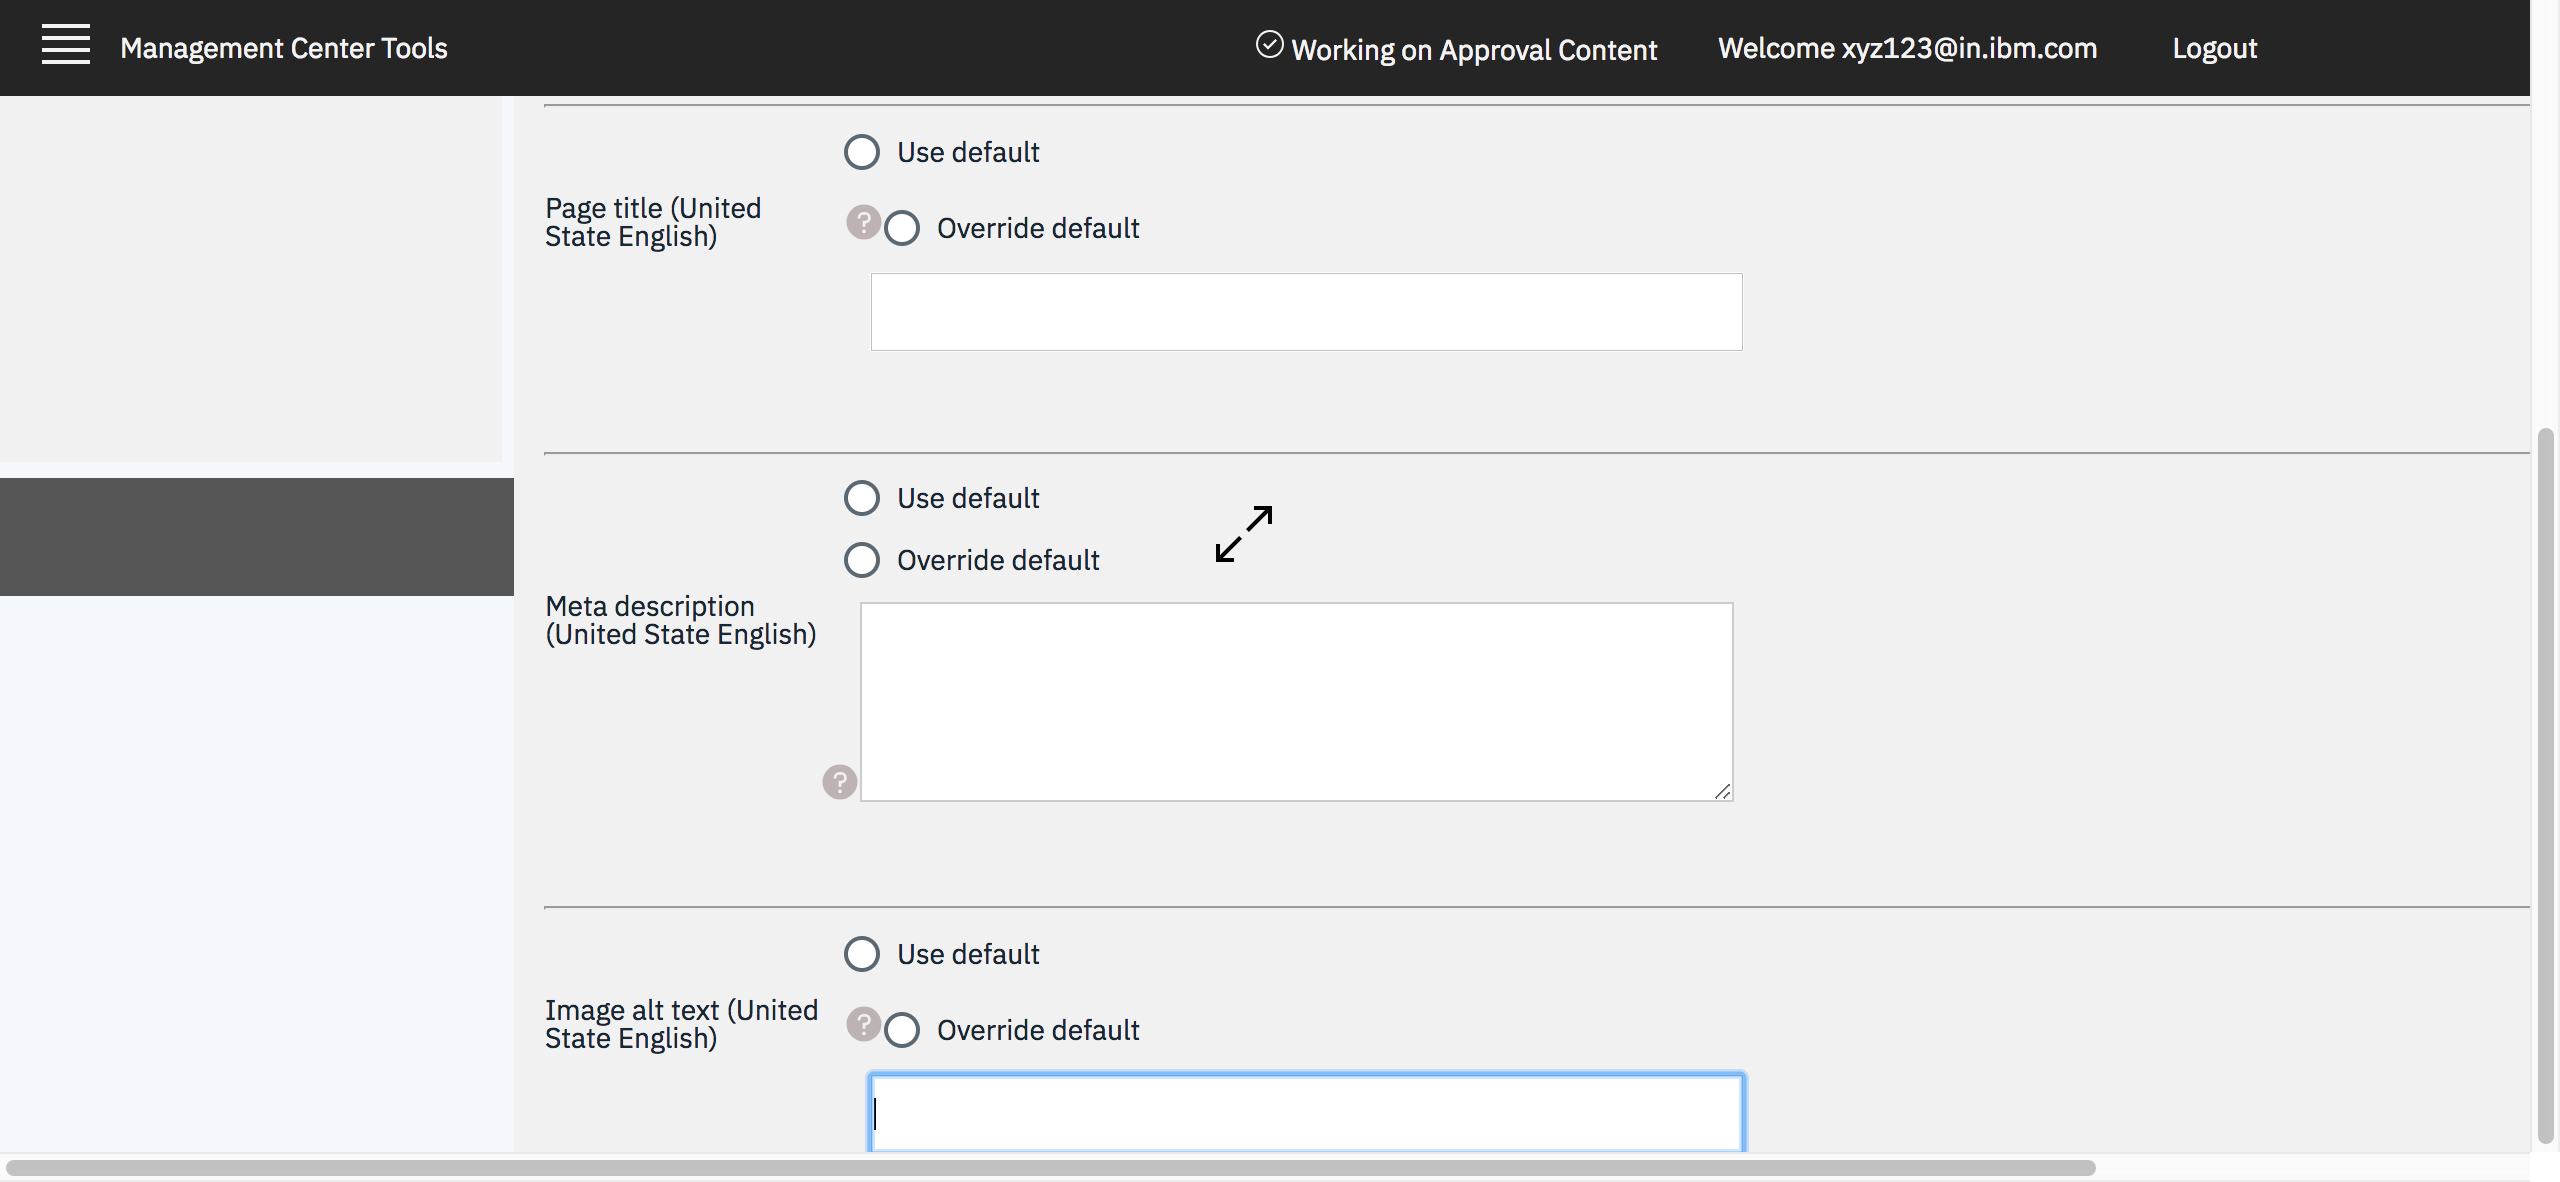 Management Center Tools
Working on Approval Content
Welcome xyz123@in.ibm.com
Logout
Use default
Page title (United
State English)
? Override default
Use default
Override default
Meta description
(United State English)
?
Use default
Image alt text (United
State English)
? Override default